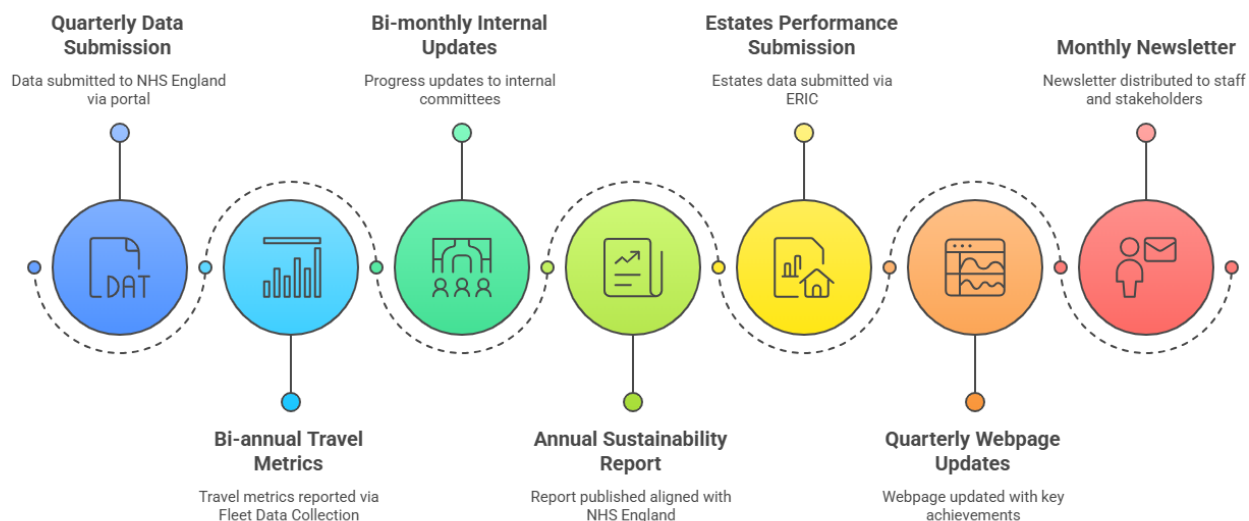 Quarterly Data
Submission
Data submitted to NHS England
via portal
Bi-monthly Internal
Updates
Progress updates to internal
committees
Estates Performance
Submission
Estates data submitted via
ERIC
Monthly Newsletter
Newsletter distributed to staff
and stakeholders
DAT
Bi-annual Travel
Metrics
Travel metrics reported via
Fleet Data Collection
Annual Sustainability
Report
Report published aligned with
NHS England
Quarterly Webpage
Updates
Webpage updated with key
achievements